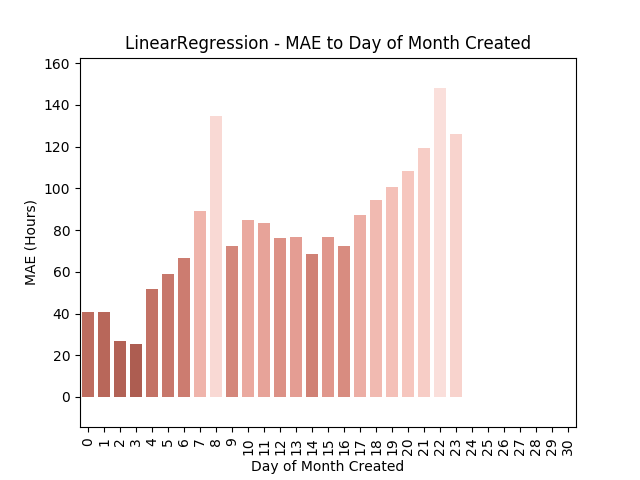 LinearRegression - MAE to Day of Month Created
MAE (Hours)
160
140
120
100
80
60
40
20
0
0 1 2 3 4 5 6 7 8 9 10 11 12 13 14 15 16 17 18 19 20 21 22 23 24 25 26 27 28 29 30
Day of Month Created